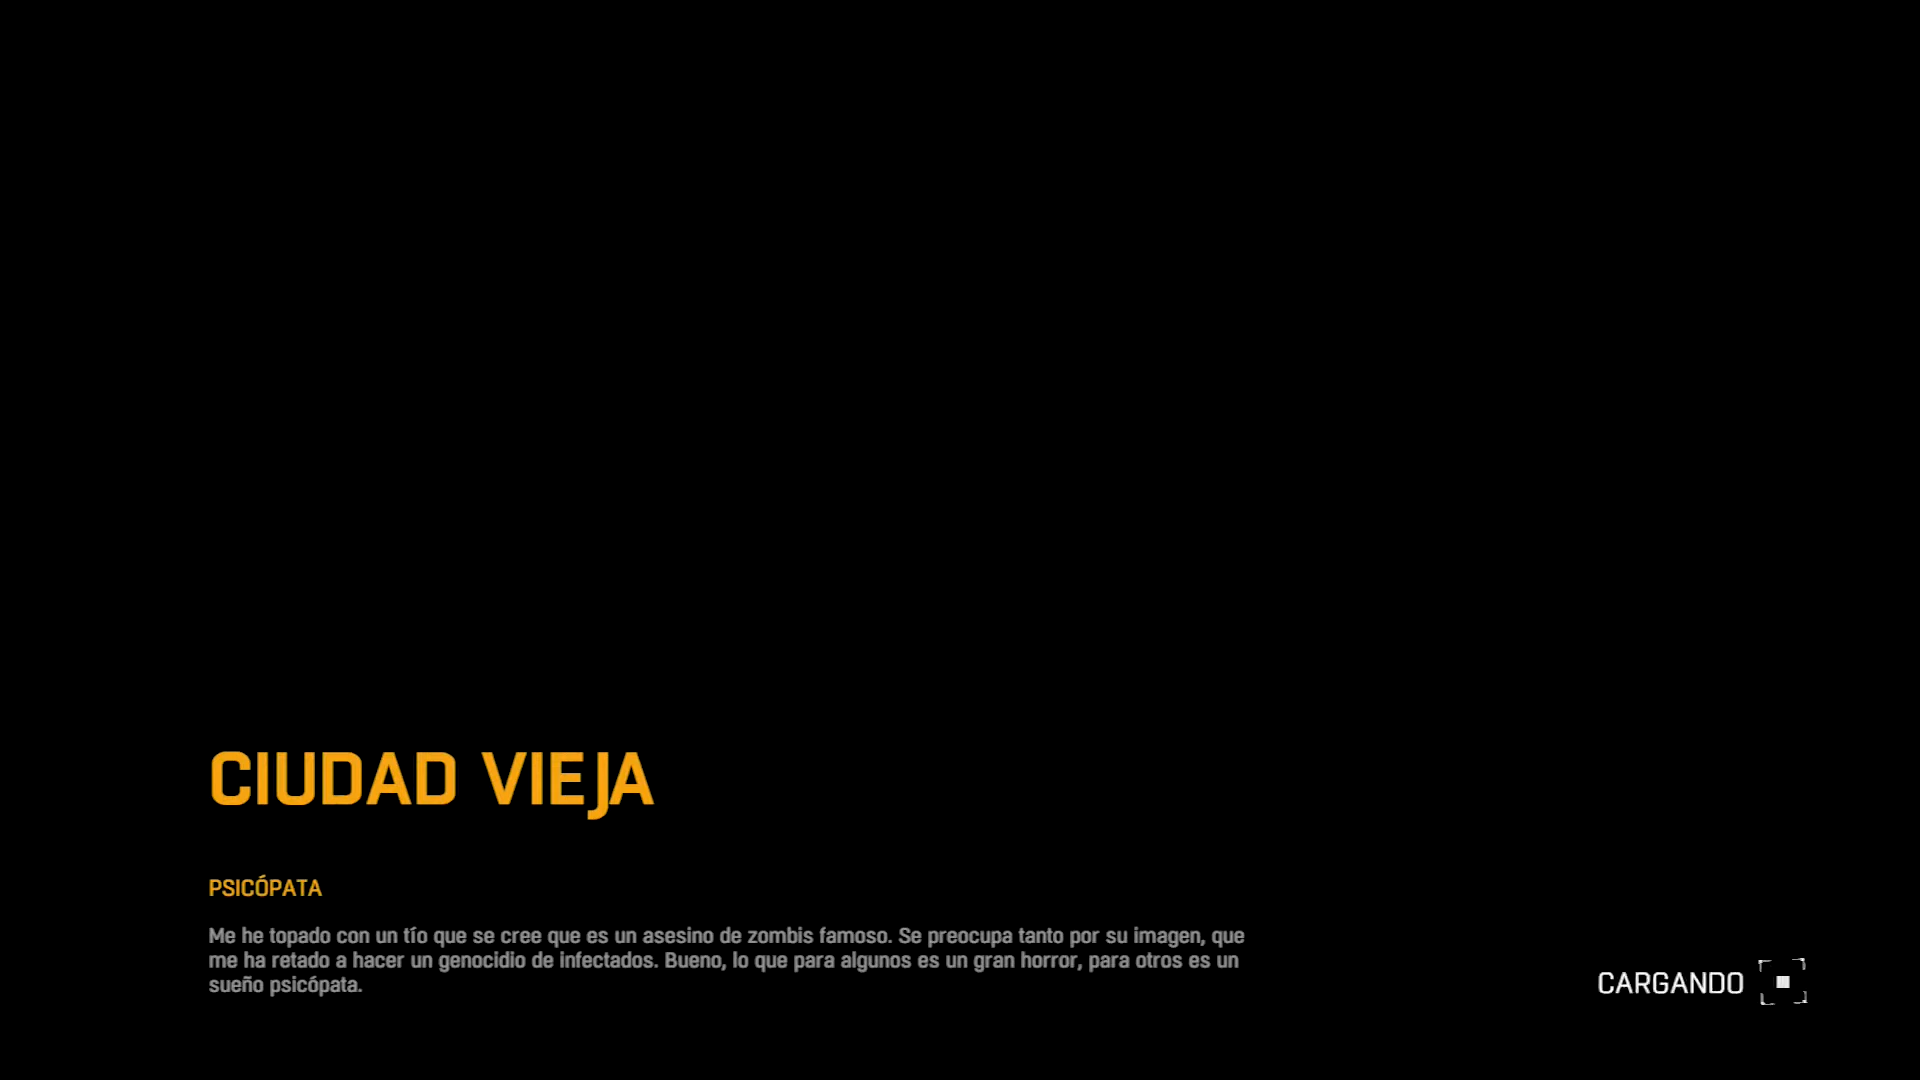 CIUDAD VIEJA
PSICÓPATA
Me he topado con un tío que se cree que es un asesino de zombis famoso. Se preocupa tanto por su imagen, que
me ha retado a hacer un genocidio de infectados. Bueno, lo que para algunos es un gran horror, para otros es un
sueño psicópata.
CARGANDO